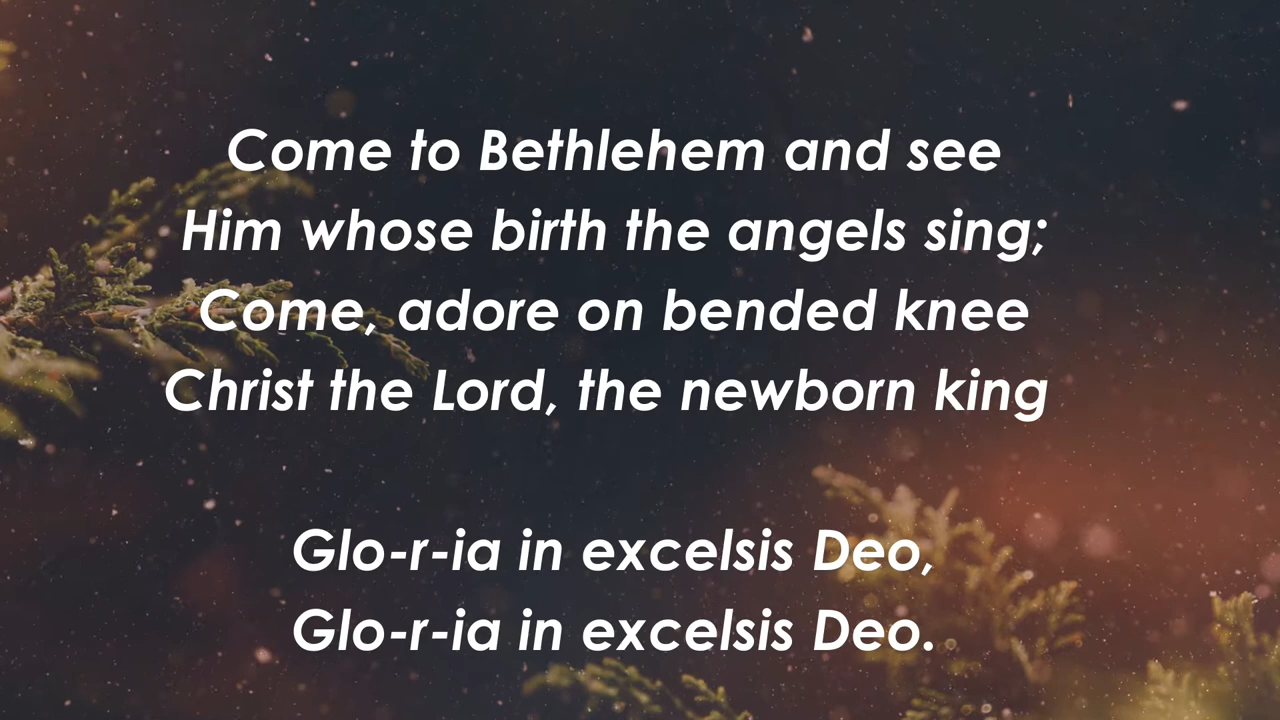 Come to Bethlehem and see
Him whose birth the angels sing;
Come, adore on bended knee
Christ the Lord, the newborn king
Glo-r-ia in excelsis Deo,
Glo-r-ia in excelsis Deo.